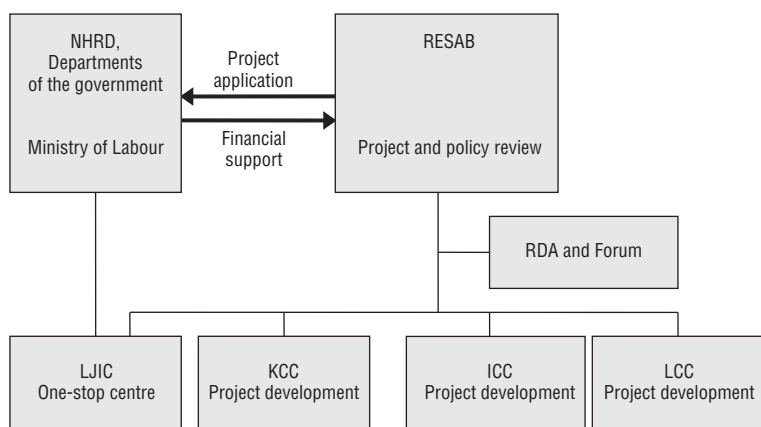 NHRD,
Departments
of the government
Ministry of Labour
Project
application
Financial
support
RESAB
Project and policy review
RDA and Forum
LJIC
One-stop centre
KCC
Project development
ICC
Project development
LCC
Project development